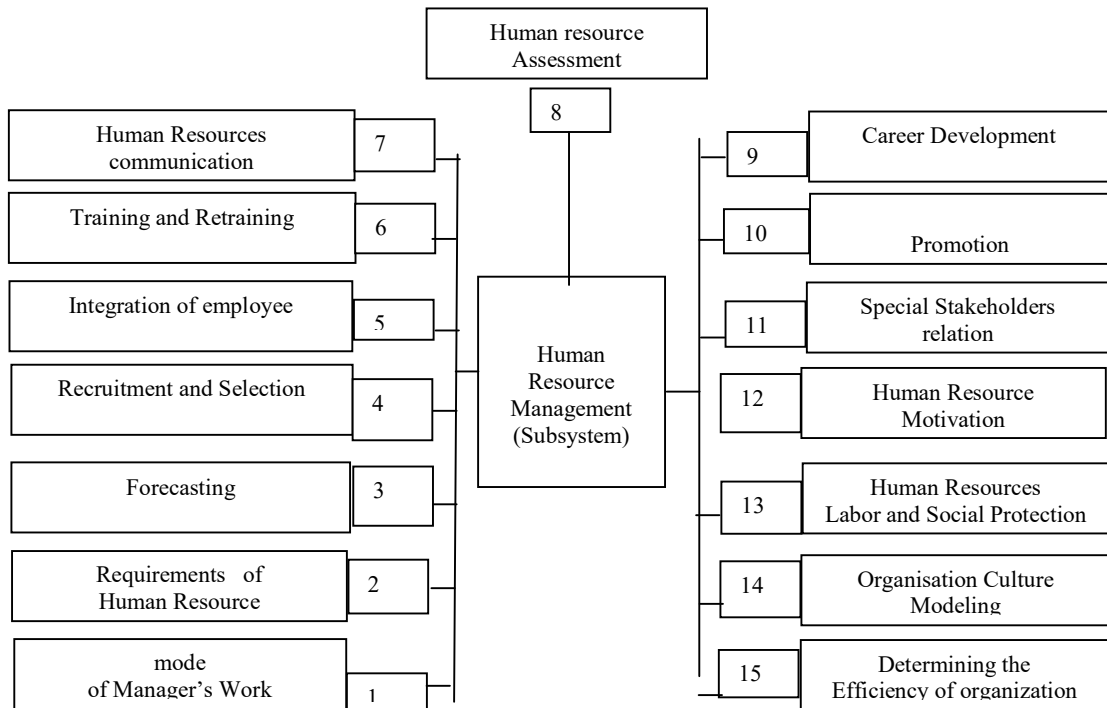 Human resource
Assessment
8
Human Resources
communication
7
Training and Retraining
6
Integration of employee
5
Recruitment and Selection
4
Forecasting
3
Requirements of
Human Resource
2
mode
of Manager's Work
1
Human
Resource
Management
(Subsystem)
9
Career Development
10
Promotion
11
Special Stakeholders
relation
12
Human Resource
Motivation
13
Human Resources
Labor and Social Protection
14
Organisation Culture
Modeling
15
Determining the
Efficiency of organization